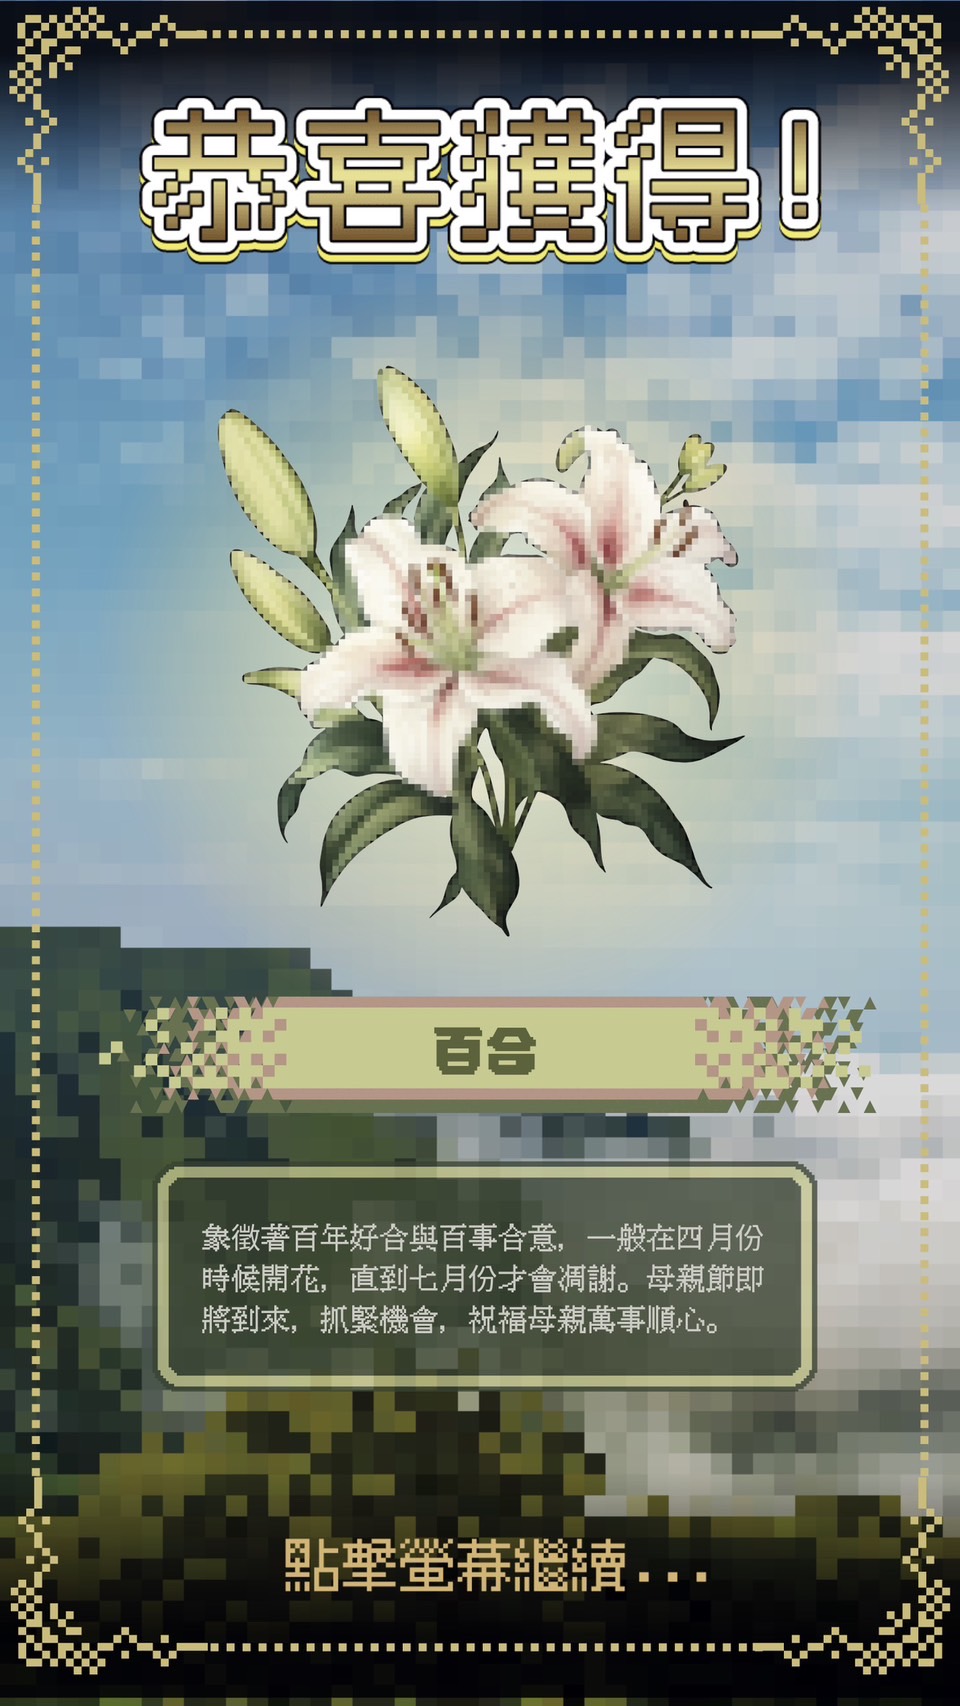 恭喜獲得！
百合
象徵著百年好合與百事合意，一般在四月份
時候開花，直到七月份才會凋謝。母親節即
將到來，抓緊機會，祝福母親萬事順心。
點擊螢幕繼續...